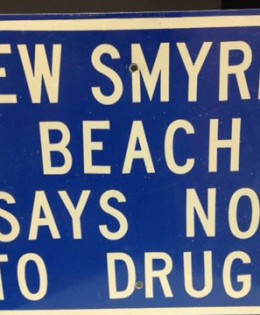 EW SMYR
BEACH
SAYS NO
TO DRUG